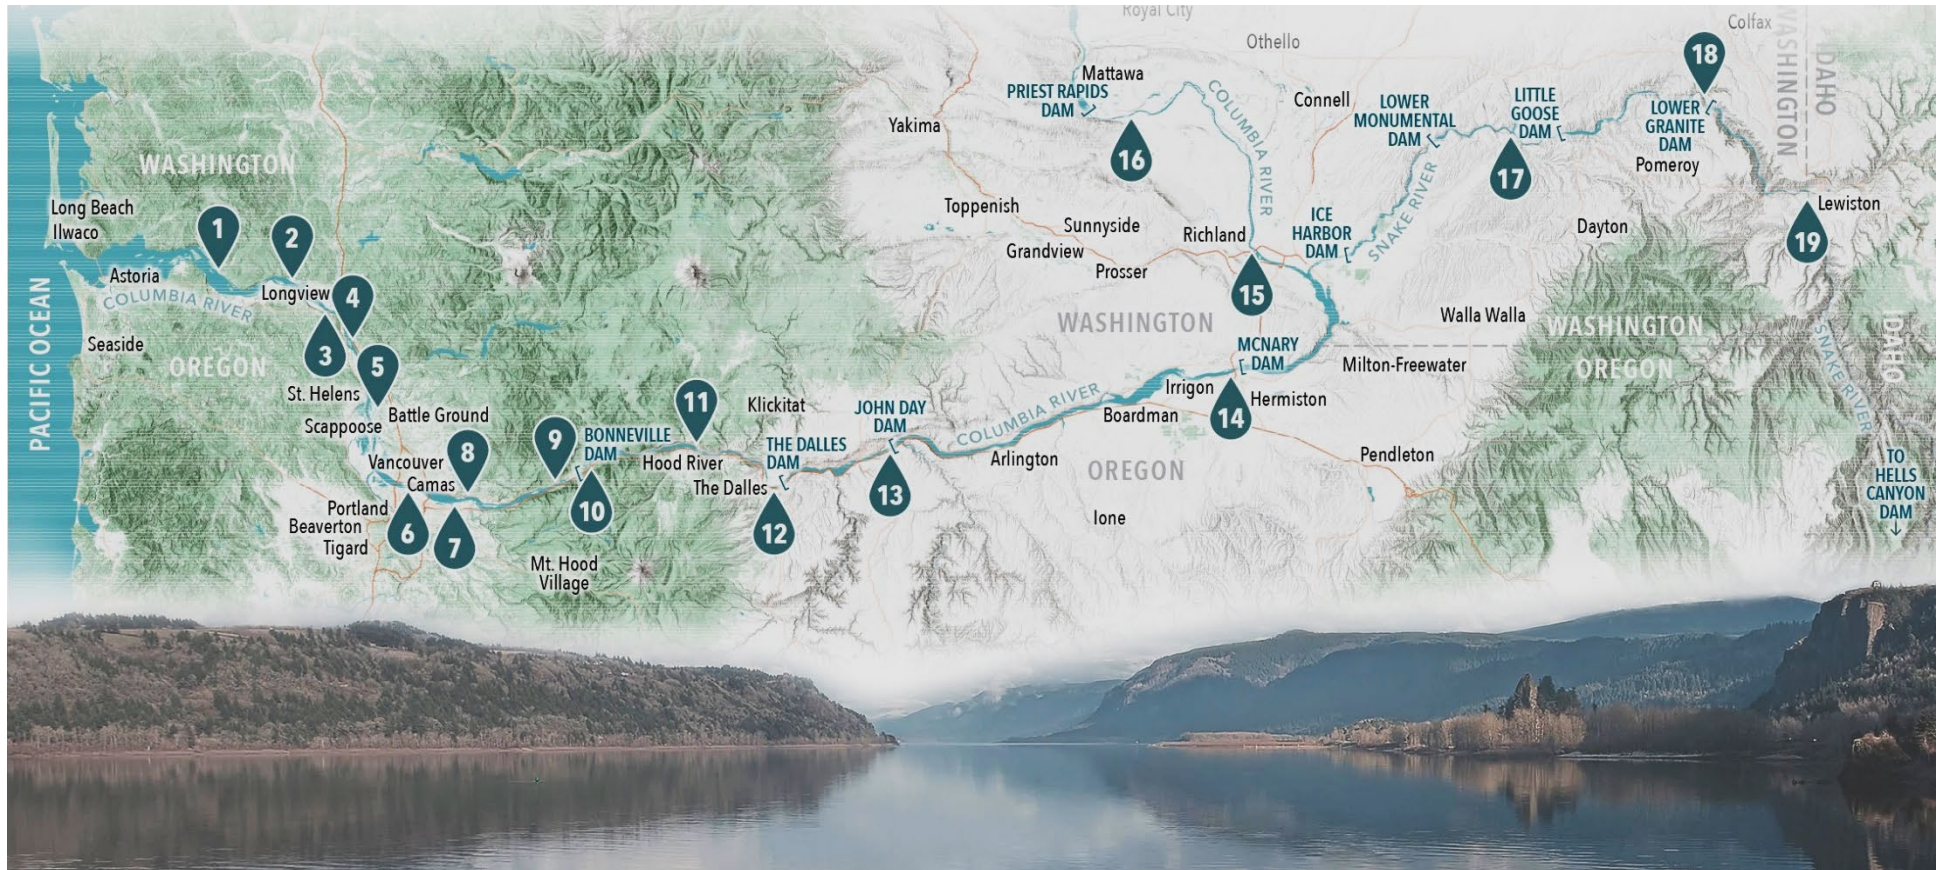 Royal City
Colfax
Othello
WASHINGTON
IDAHO
18
Mattawa
PRIEST RAPIDS
DAM
COLUMBIA RIVER
Connell
LOWER
MONUMENTAL
DAM
LITTLE
GOOSE
DAM
LOWER
GRANITE
DAM
Yakima
16
17
Pomeroy
WASHINGTON
Long Beach
Ilwaco
Toppenish
Sunnyside
Grandview
Prosser
Richland
ICE
HARBOR
DAM
SNAKE RIVER
Dayton
Lewiston
19
1
2
Astoria
COLUMBIA RIVER
Longview
4
15
PACIFIC OCEAN
Seaside
OREGON
3
5
WASHINGTON
Walla Walla
WASHINGTON
OREGON
SNAKE RIVER
IDAHO
MCNARY
DAM
Milton-Freewater
St. Helens
Scappoose
Battle Ground
11
Klickitat
JOHN DAY
DAM
COLUMBIA RIVER
Irrigon
Boardman
14
Hermiston
9
BONNEVILLE
DAM
THE DALLES
DAM
Vancouver
Camas
8
Hood River
The Dalles
13
Arlington
OREGON
Pendleton
TO
HELLS
CANYON
DAM
Portland
Beaverton
Tigard
6
7
10
12
Ione
Mt. Hood
Village